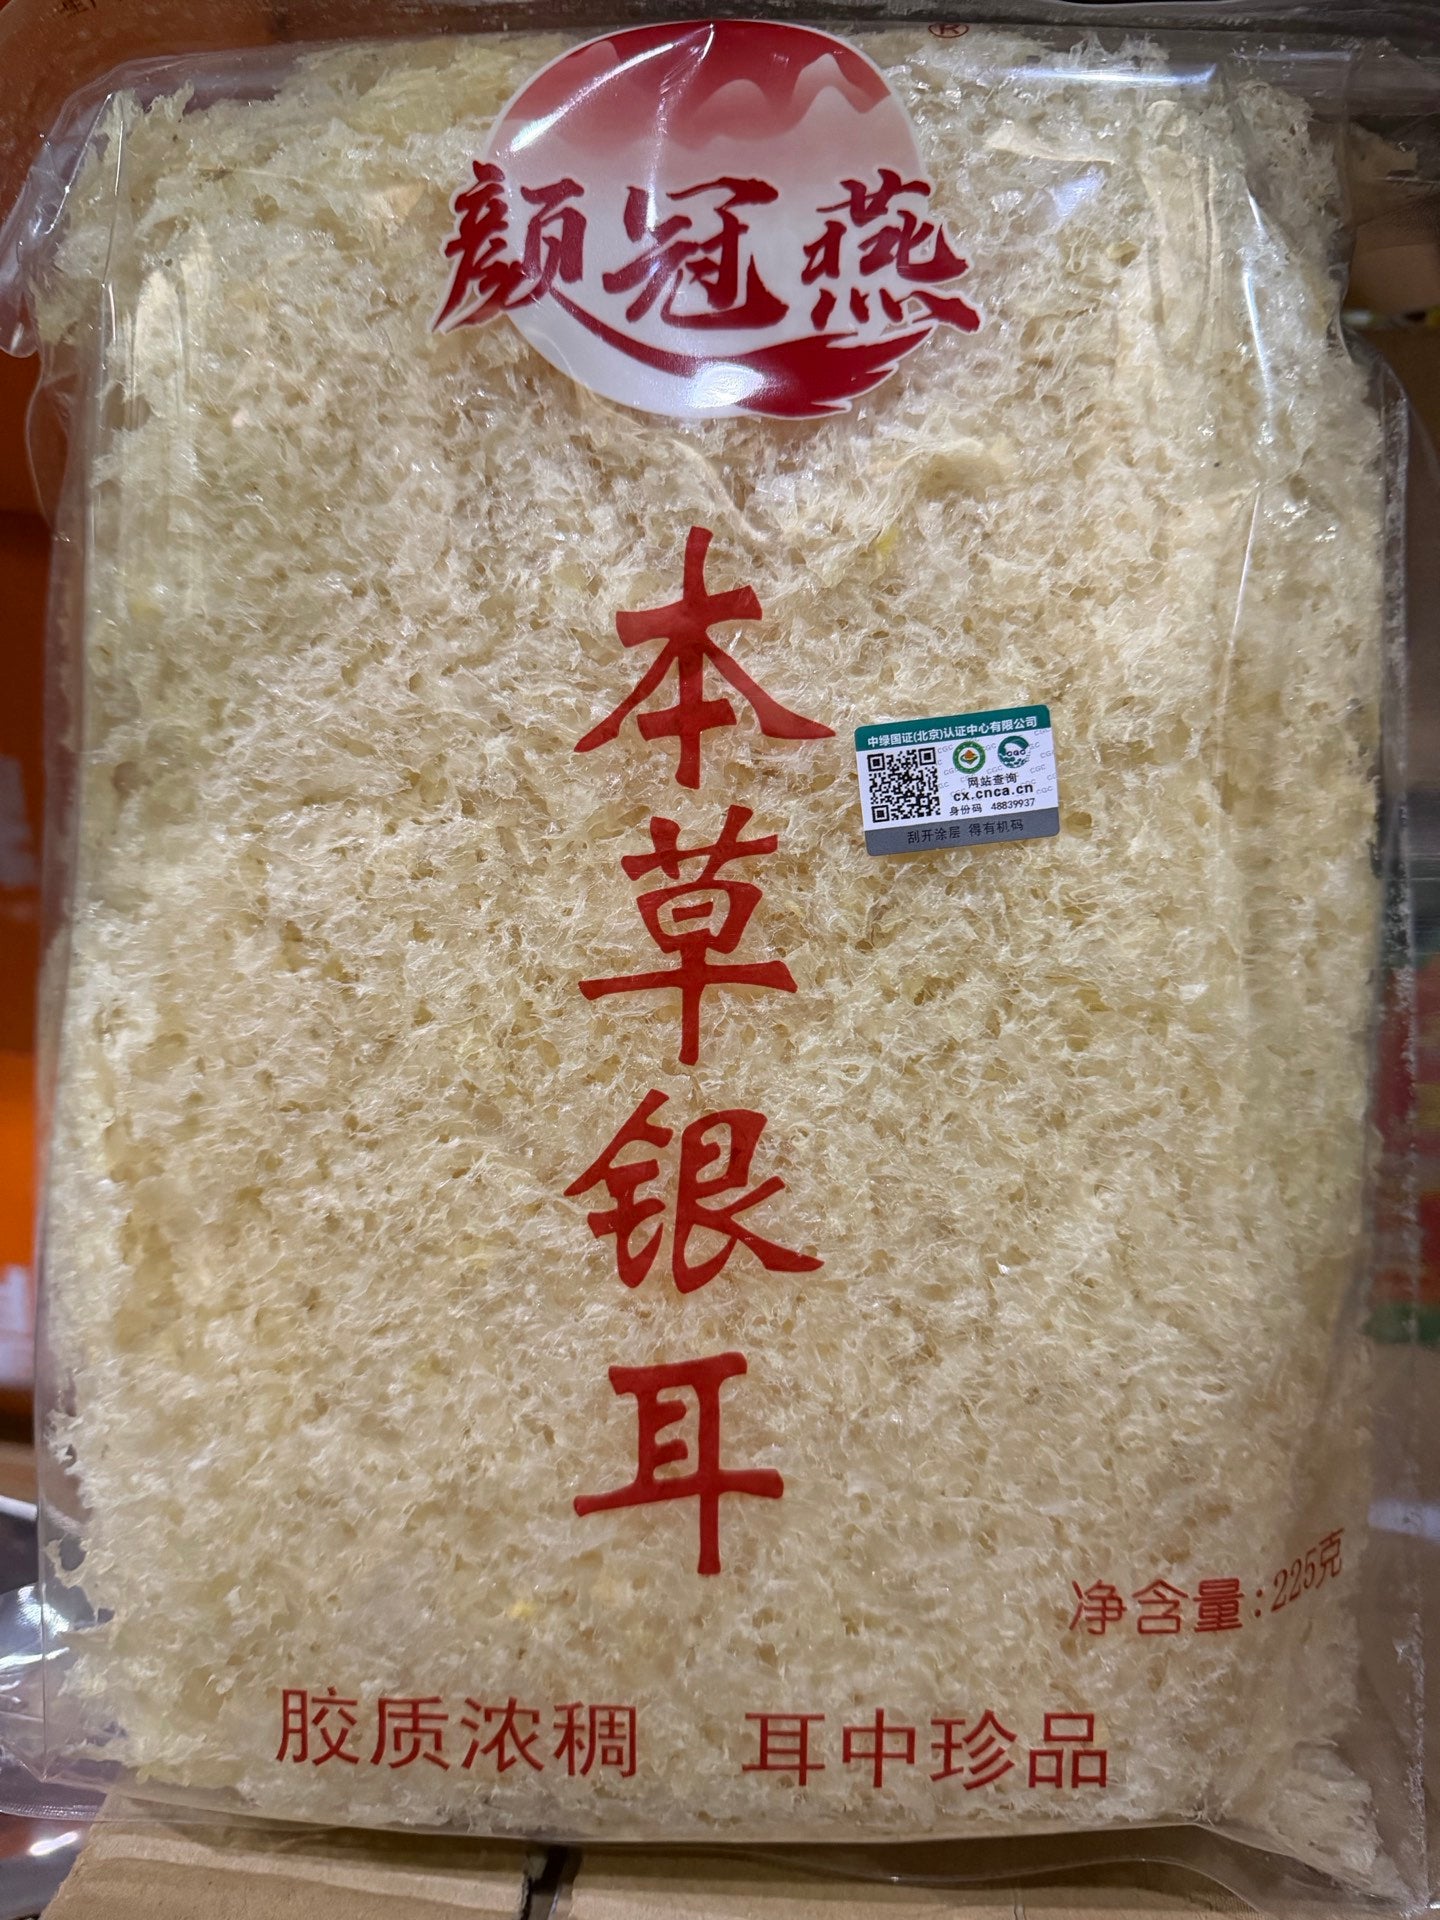 ®
顔冠燕
本草银耳
中绿国证(北京)认证中心有限公司
网站查询
cx.cnca.cn
身份码 48839937
刮开涂层 得有机码
净含量:225克
胶质浓稠 耳中珍品